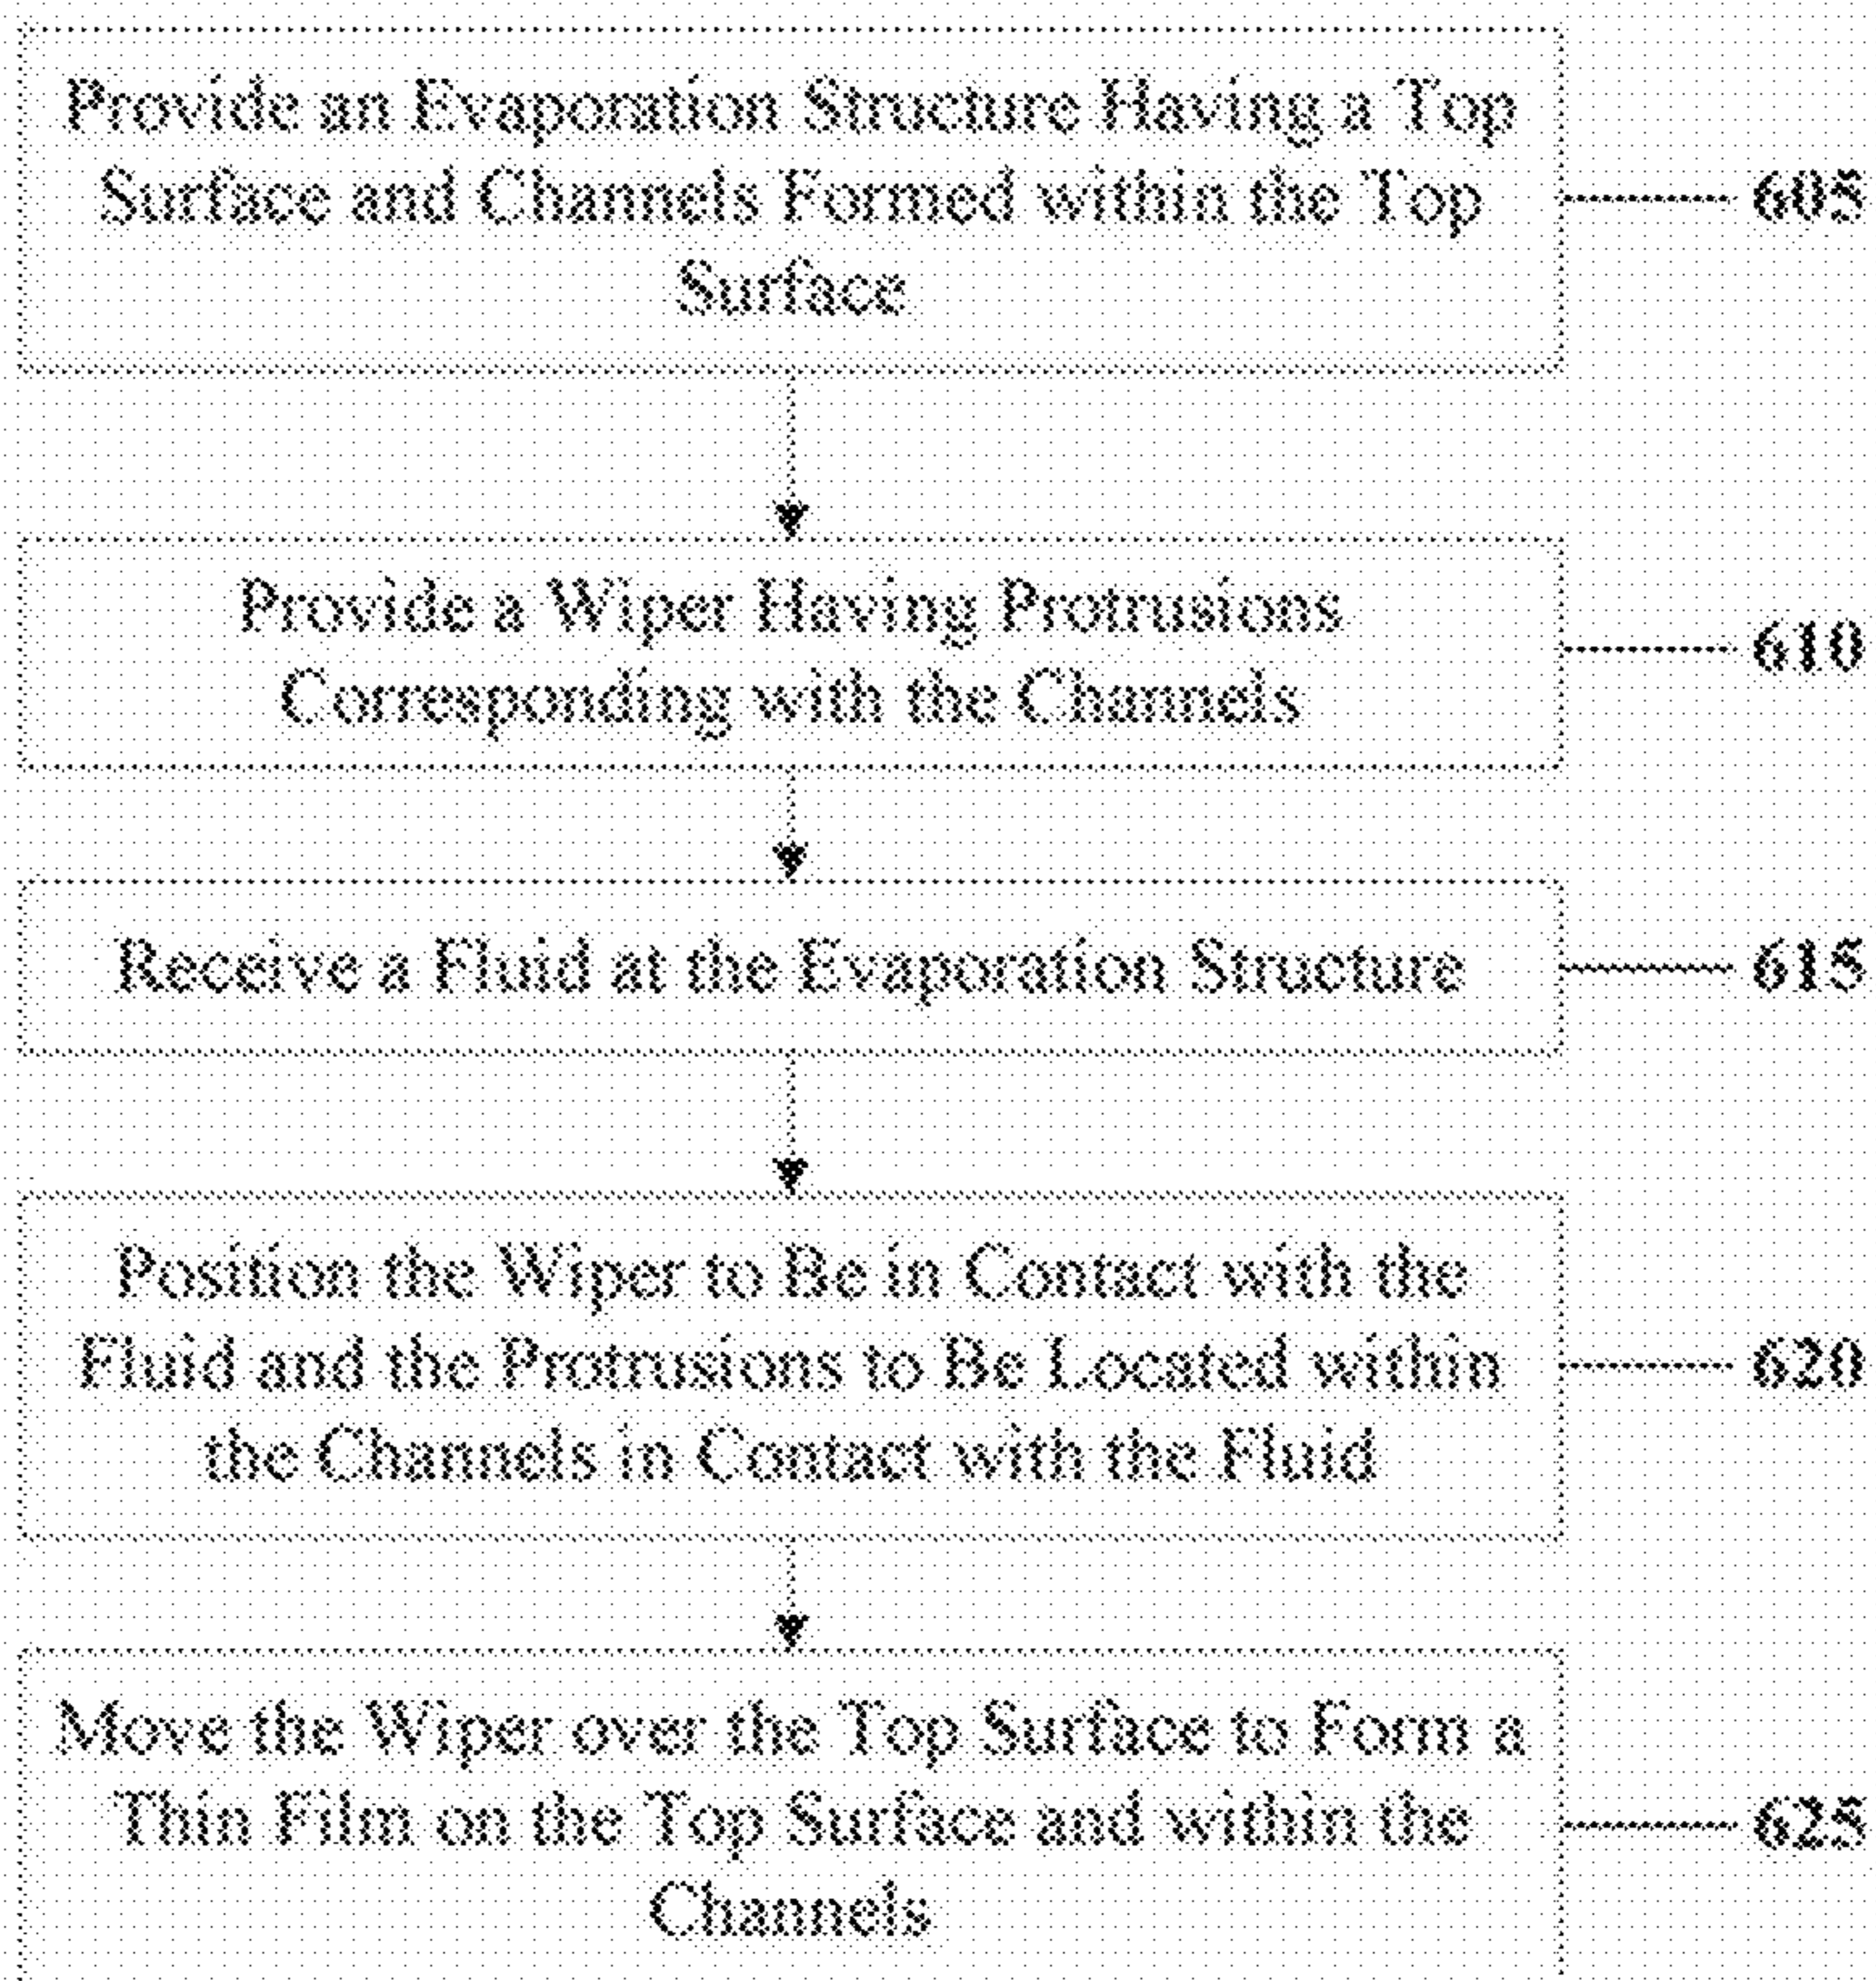 Provide an Evaporation Structure Having a Top
Surface and Channels Formed within the Top
Surface
605
Provide a Wiper Having Protrusions
Corresponding with the Channels
610
Receive a Fluid at the Evaporation Structure
615
Position the Wiper to Be in Contact with the
Fluid and the Protrusions to Be Located within
the Channels in Contact with the Fluid
620
Move the Wiper over the Top Surface to Form a
Thin Film on the Top Surface and within the
Channels
625